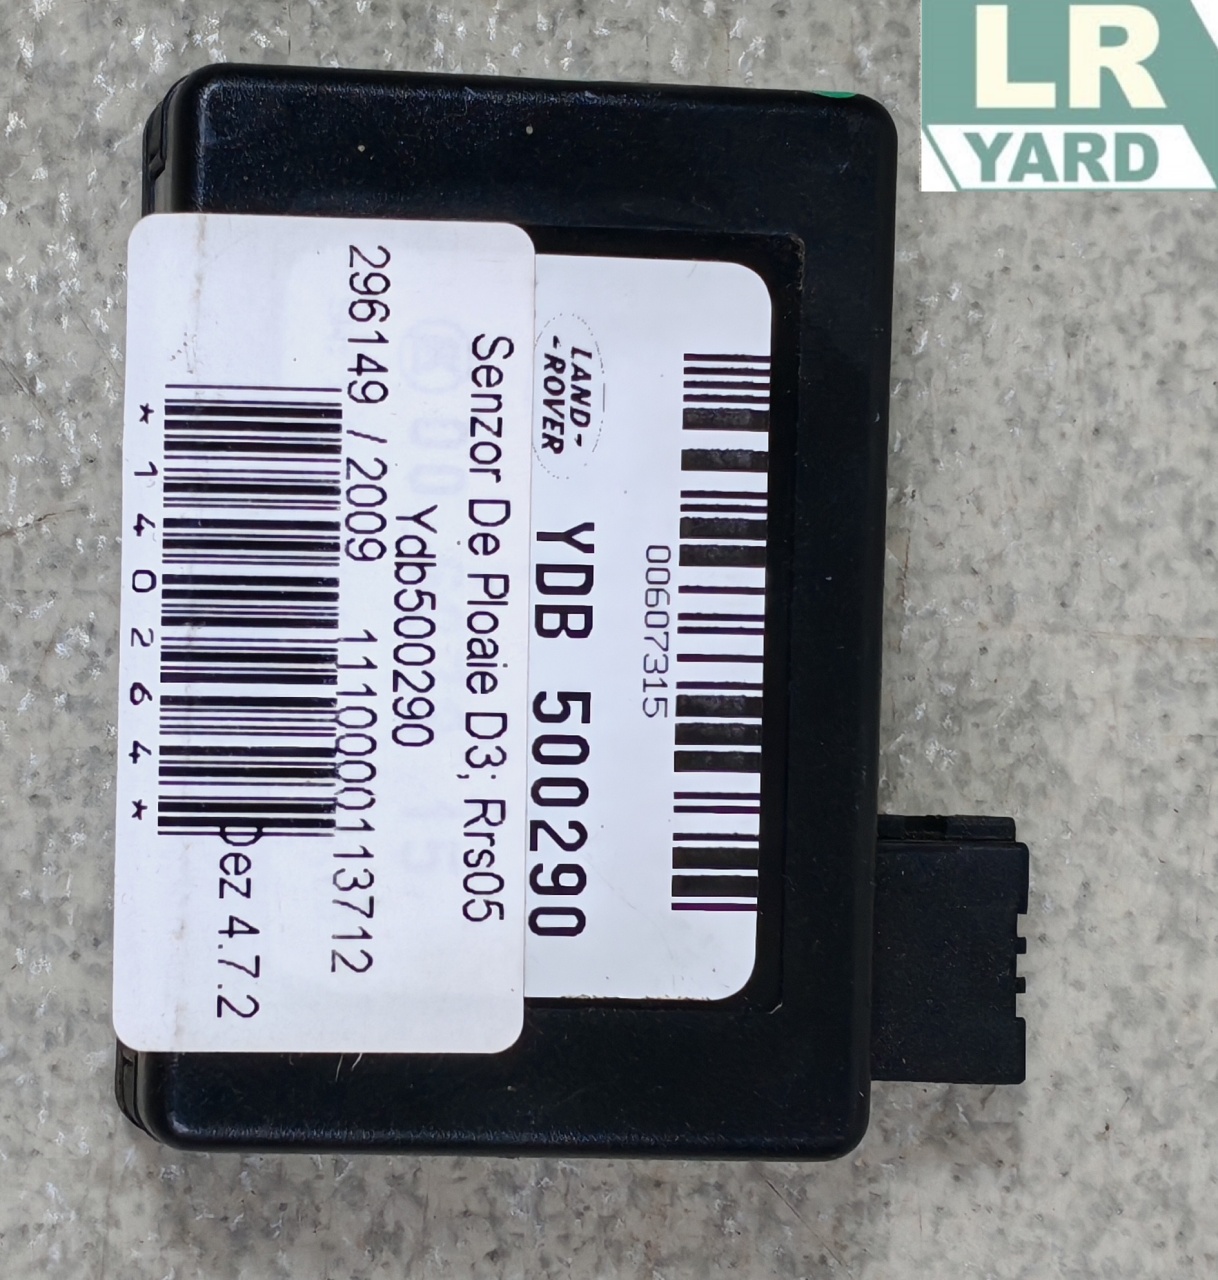 LR
YARD
LAND-
-ROVER
00607315
YDB 500290
Senzor De Ploaie D3; Rrs05
Ydb500290
296149 / 2009 1110000113712
Dez 4.7.2
*1402644*